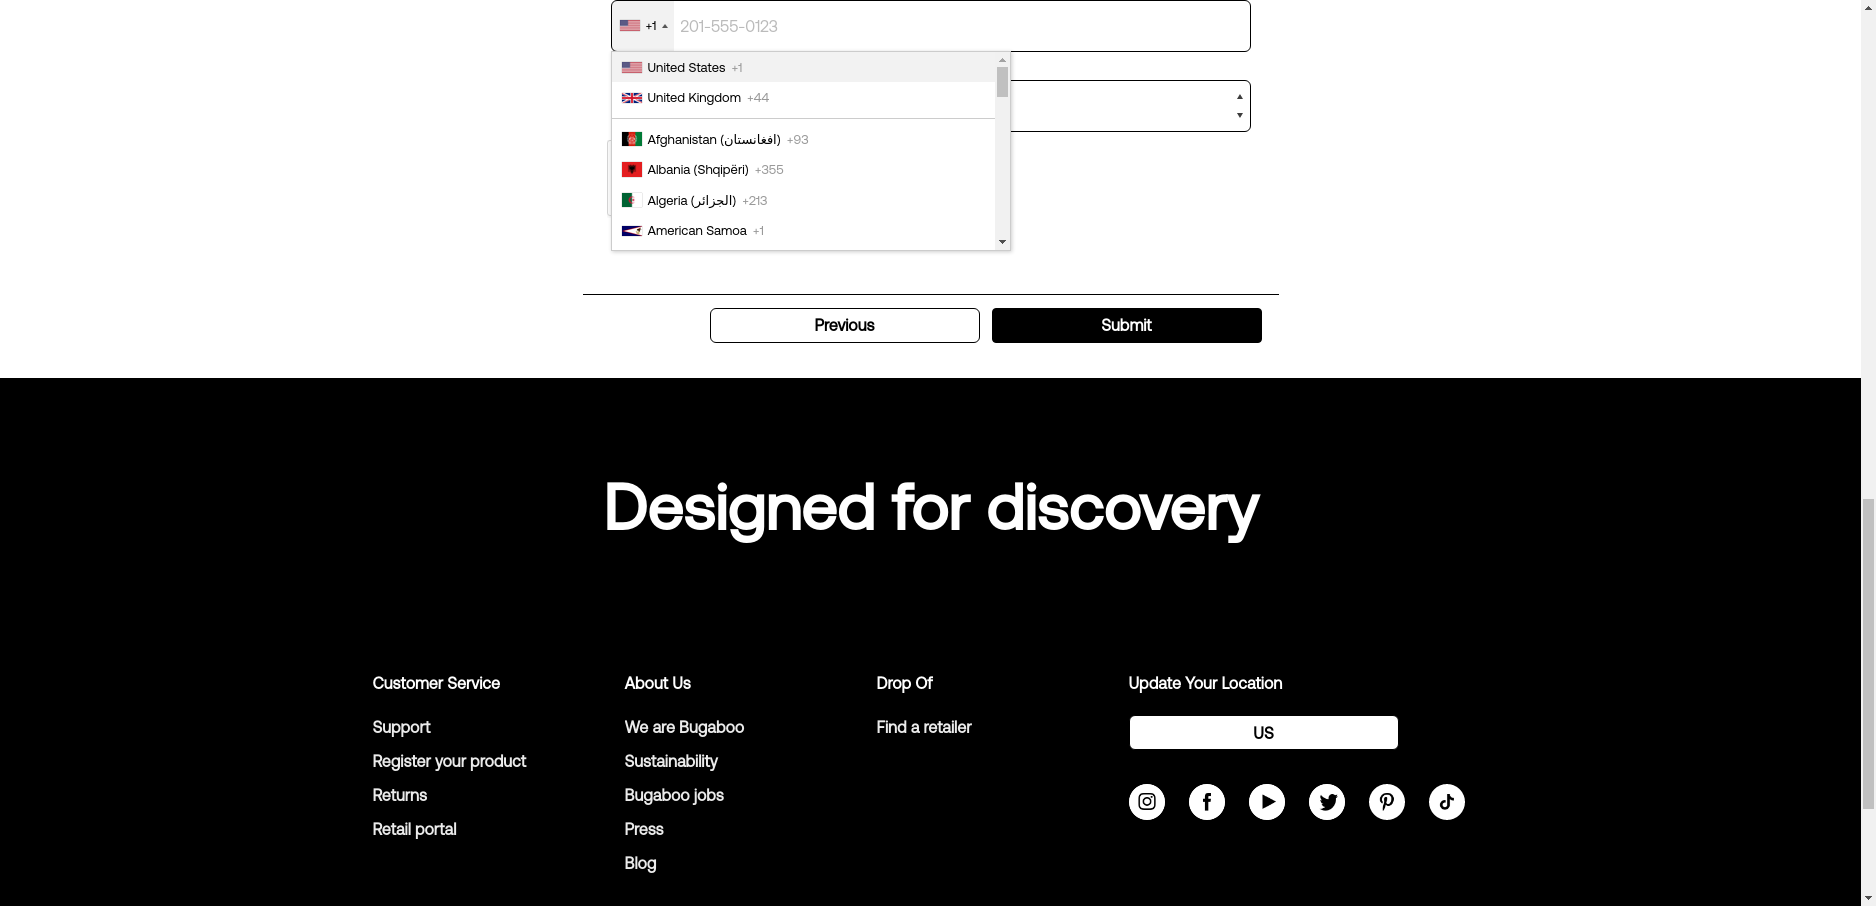 +1 201-555-0123
United States +1
United Kingdom +44
Afghanistan (افغانستان) +93
Albania (Shqipëri) +355
Algeria (الجزائر) +213
American Samoa +1
Previous Submit
Designed for discovery
Customer Service
Support
Register your product
Returns
Retail portal
About Us
We are Bugaboo
Sustainability
Bugaboo jobs
Press
Blog
Drop Of
Find a retailer
Update Your Location
US